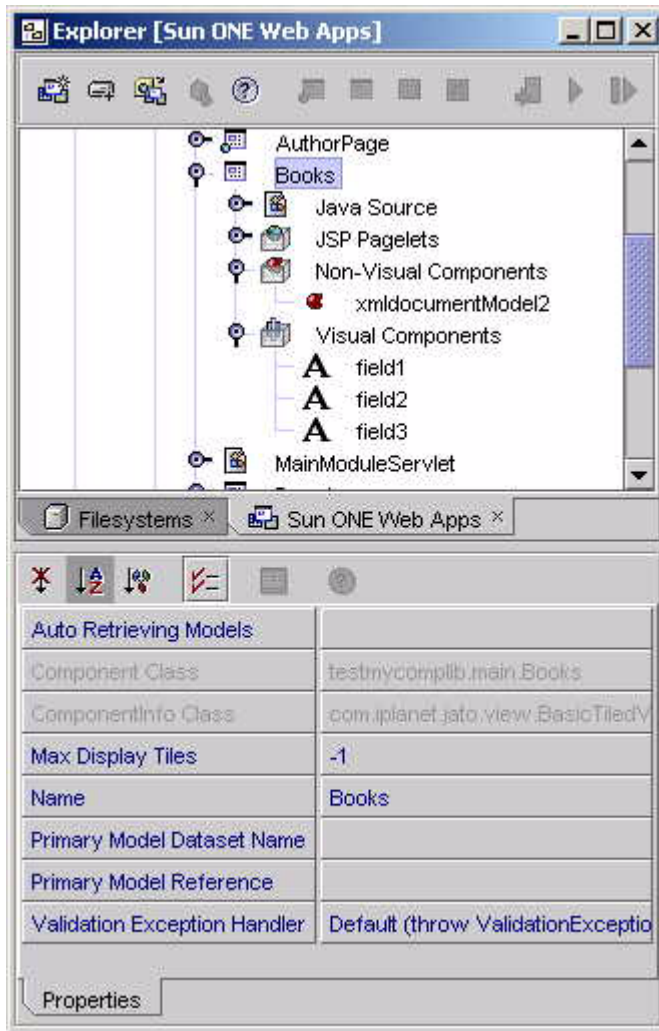 Explorer [Sun ONE Web Apps]
AuthorPage
Books
Java Source
JSP Pagelets
Non-Visual Components
xmldocumentModel2
Visual Components
A field1
A field2
A field3
MainModuleServlet
Filesystems × Sun ONE Web Apps ×
Auto Retrieving Models
Component Class testmycomplib.main.Books
ComponentInfo Class com.iplanet.jato.view.BasicTiledV
Max Display Tiles -1
Name Books
Primary Model Dataset Name
Primary Model Reference
Validation Exception Handler Default (throw ValidationExceptio
Properties